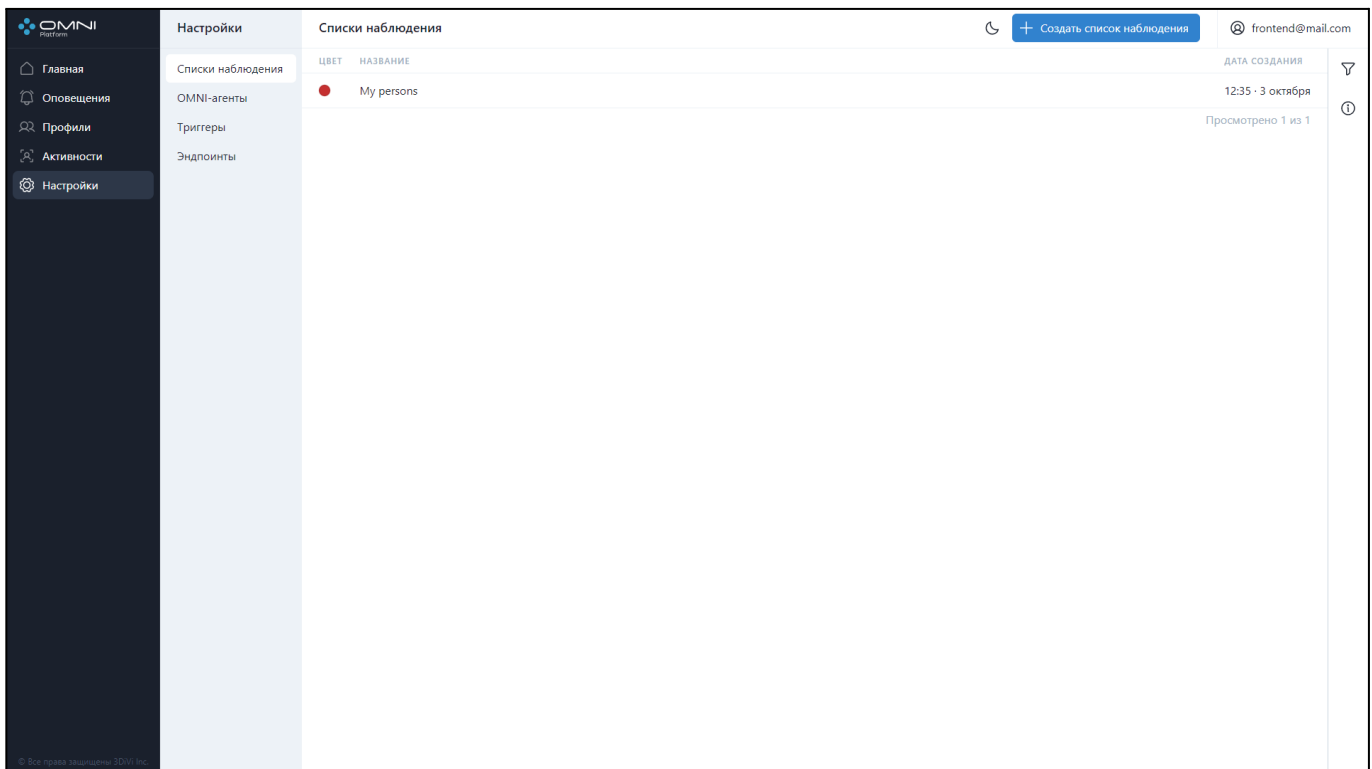 OMNI
Platform
Настройки
Списки наблюдения
Создать список наблюдения
frontend@mail.com
Главная
Оповещения
Профили
Активности
Настройки
Списки наблюдения
OMNI-агенты
Триггеры
Эндпоинты
ЦВЕТ НАЗВАНИЕ ДАТА СОЗДАНИЯ
My persons 12:35 · 3 октября
Просмотрено 1 из 1
© Все права защищены 3DiVi Inc.